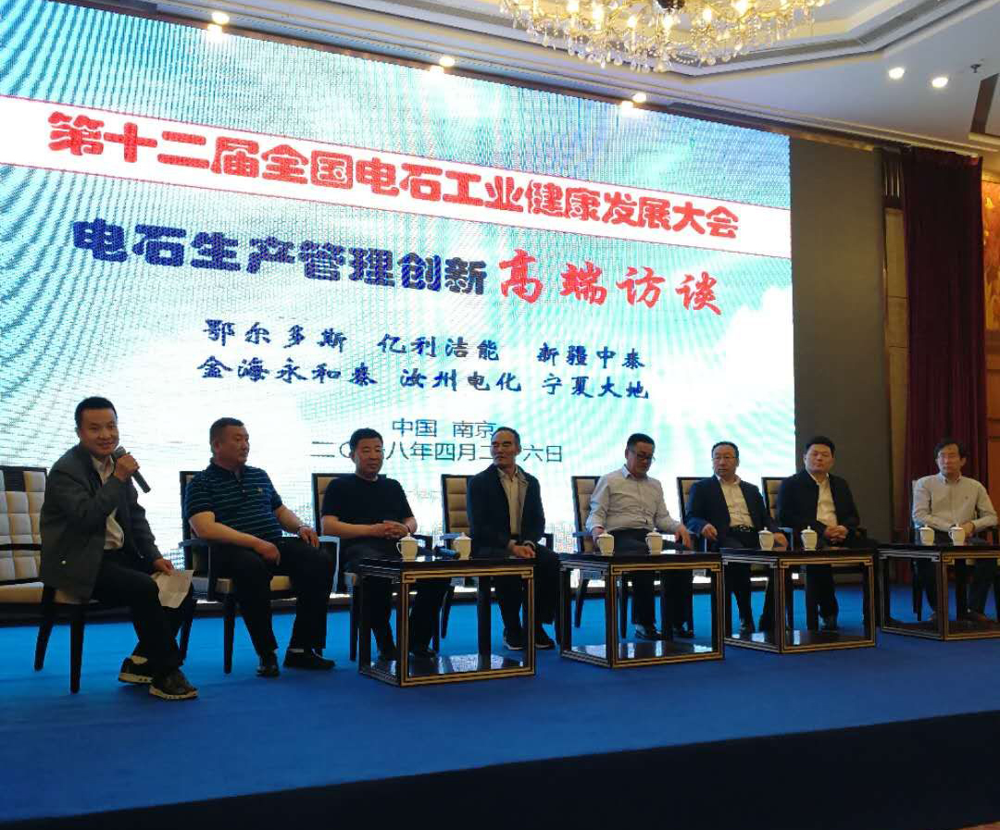 第十二届全国电石工业健康发展大会
电石生产管理创新 高端访谈
鄂尔多斯 亿利洁能 新疆中泰
金海永和泰 汝州电化 宁夏大地
中国 南京
二〇一八年四月二十六日